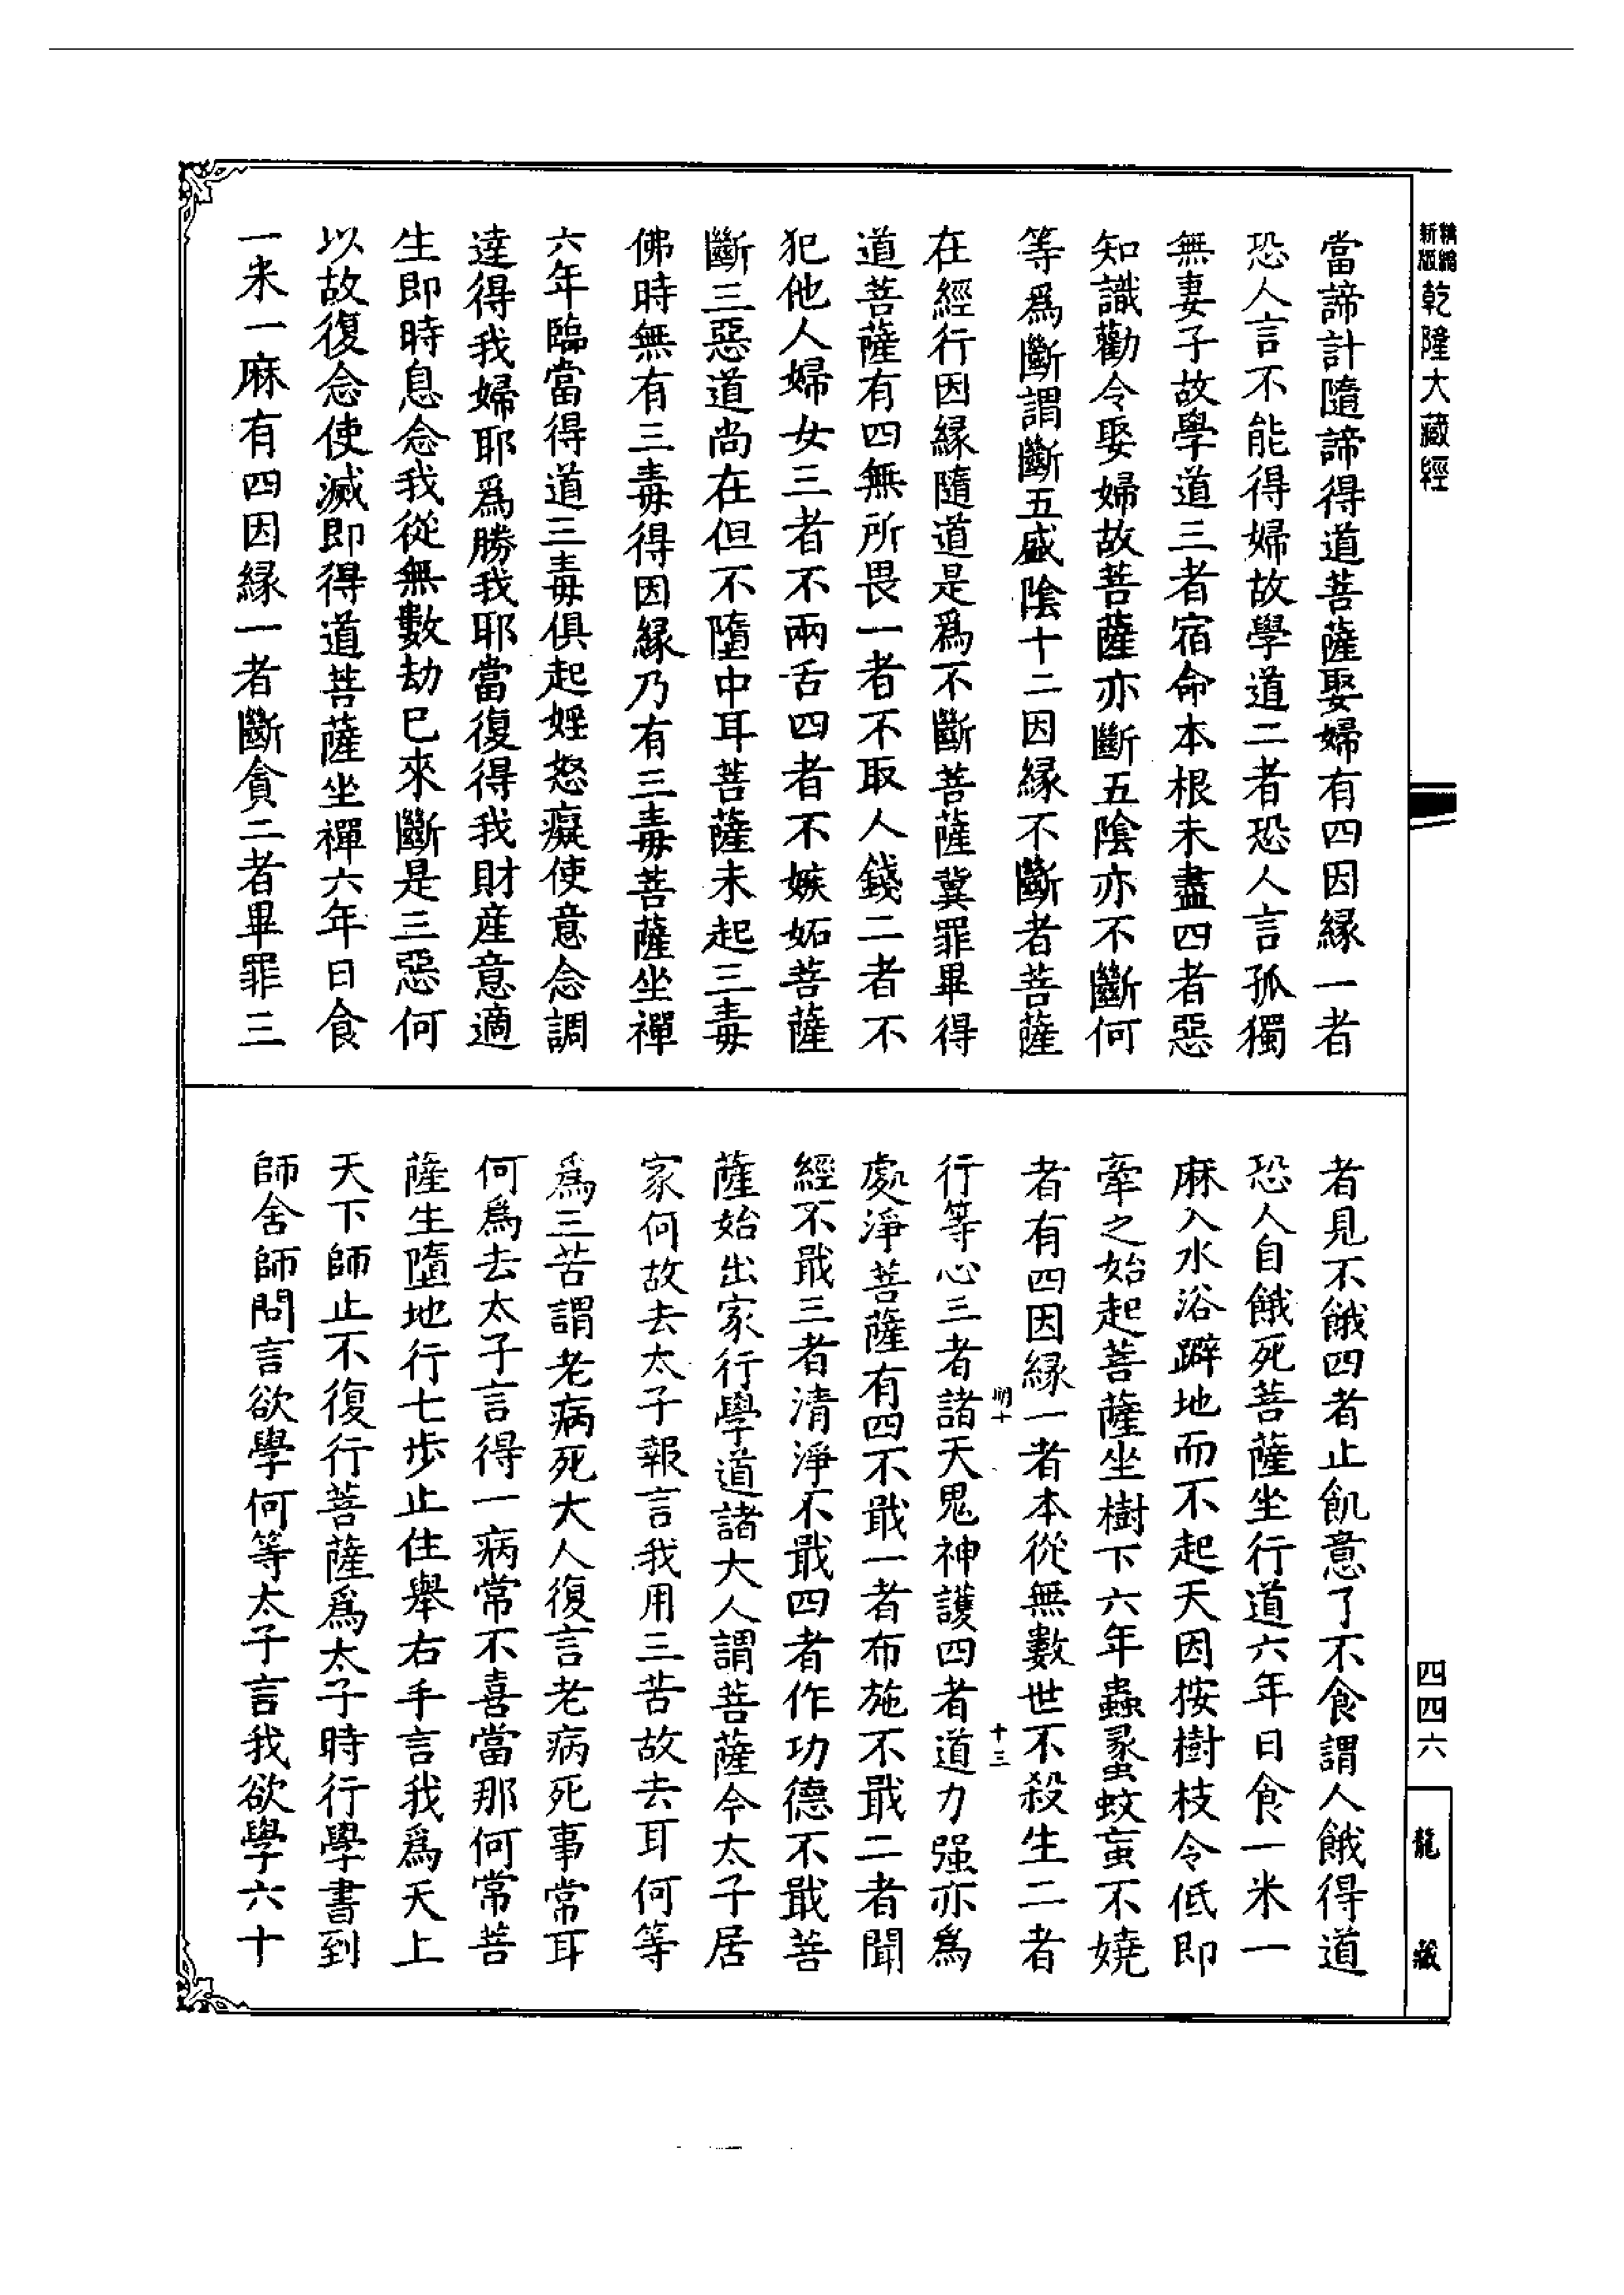 新版
精編
乾隆大藏經
當諦計隨諦得道菩薩娶婦有四因緣一者
恐人言不能得婦故學道二者恐人言孤獨
無妻子故學道三者宿命本根未盡四者惡
知識勸令娶婦故菩薩亦斷五陰亦不斷何
等爲斷謂斷五盛陰十二因緣不斷者菩薩
在經行因緣隨道是爲不斷菩薩冀罪畢得
道菩薩有四無所畏一者不取人錢二者不
犯他人婦女三者不兩舌四者不嫉妬菩薩
斷三惡道尚在但不墮中耳菩薩未起三毒
佛時無有三毒得因緣乃有三毒菩薩坐禪
六年臨當得道三毒俱起婬怒癡使意念調
達得我婦耶爲勝我耶當復得我財産意適
生即時息念我從無數劫已來斷是三惡何
以故復念使滅即得道菩薩坐禪六年日食
一米一麻有四因緣一者斷貪二者畢罪三
者見不餓四者止飢意了不食謂人餓得道
恐人自餓死菩薩坐行道六年日食一米一
麻入水浴躃地而不起天因按樹枝令低即
牽之始起菩薩坐樹下六年蟲䖟蚊䖟不嬈
者有四因緣一者本從無數世不殺生二者
明十
十三
行等心三者諸天鬼神護四者道力强亦爲
處淨菩薩有四不戢一者布施不戢二者聞
經不戢三者清淨不戢四者作功德不戢菩
薩始出家行學道諸大人謂菩薩今太子居
家何故去太子報言我用三苦故去耳何等
爲三苦謂老病死大人復言老病死事常耳
何爲去太子言得一病常不喜當那何常菩
薩生墮地行七步止住舉右手言我爲天上
天下師止不復行菩薩爲太子時行學書到
師舍師問言欲學何等太子言我欲學六十
四四六
龍藏